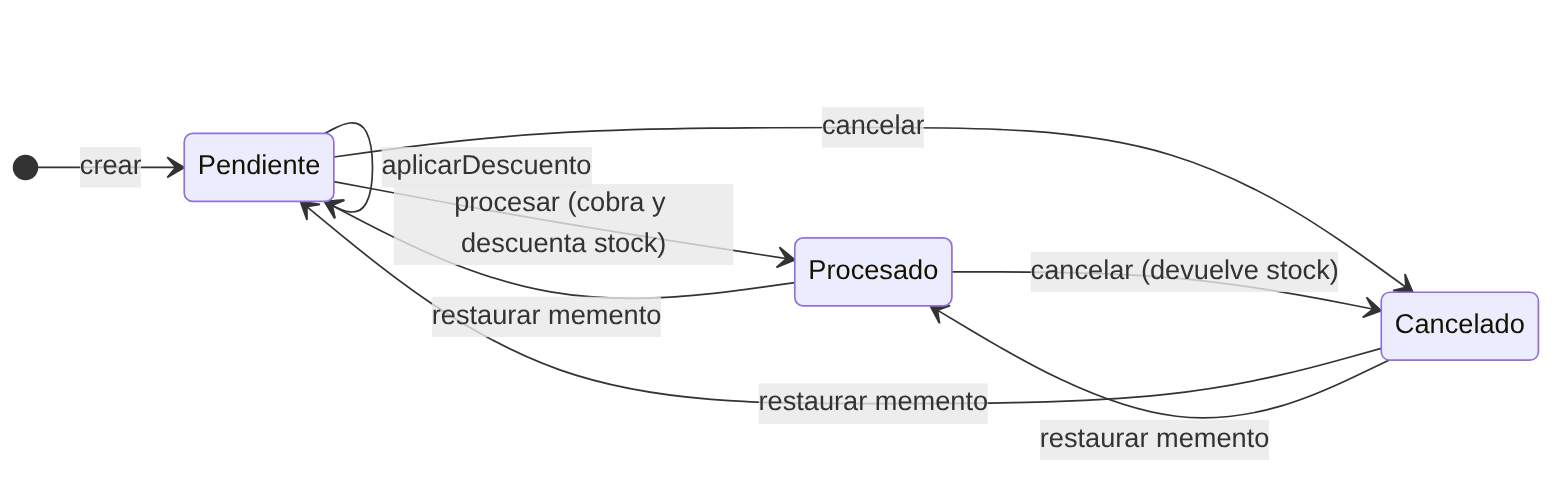 cancelar
crear
Pendiente
aplicarDescuento
procesar (cobra y
descuenta stock)
Procesado
cancelar (devuelve stock)
restaurar memento
Cancelado
restaurar memento
restaurar memento